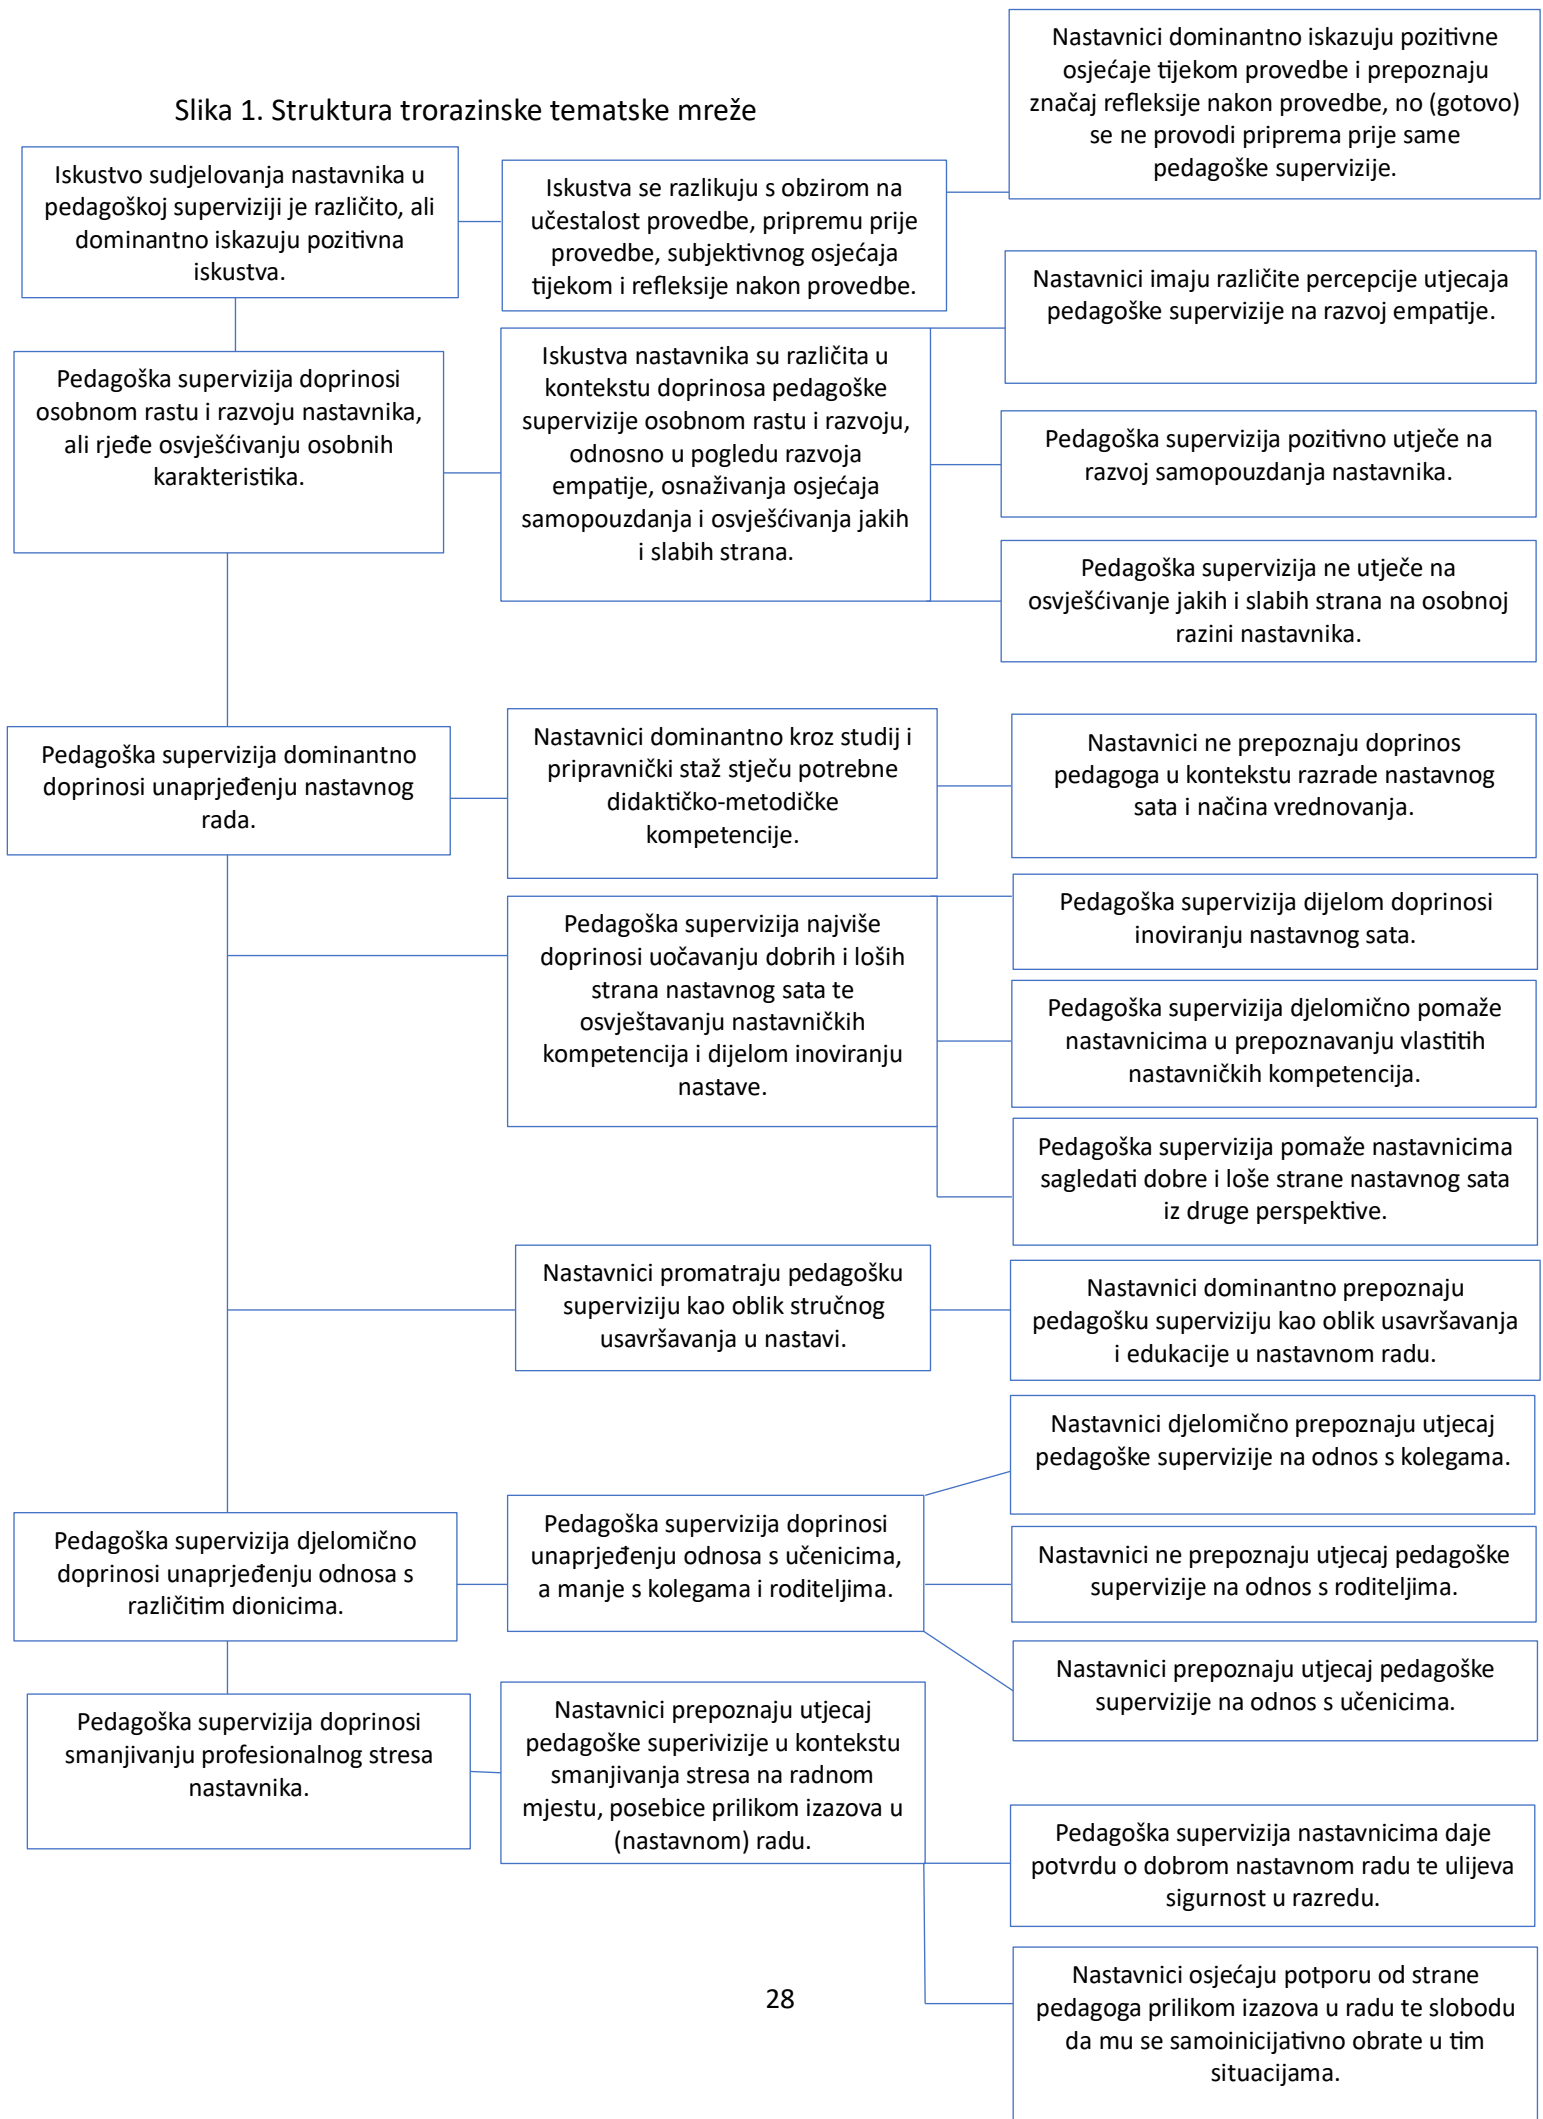 Slika 1. Struktura trorazinske tematske mreže
Iskustvo sudjelovanja nastavnika u
pedagoškoj superviziji je različito, ali
dominantno iskazuju pozitivna
iskustva.
Iskustva se razlikuju s obzirom na
učestalost provedbe, pripremu prije
provedbe, subjektivnog osjećaja
tijekom i refleksije nakon provedbe.
Nastavnici dominantno iskazuju pozitivne
osjećaje tijekom provedbe i prepoznaju
značaj refleksije nakon provedbe, no (gotovo)
se ne provodi priprema prije same
pedagoške supervizije.
Pedagoška supervizija doprinosi
osobnom rastu i razvoju nastavnika,
ali rjeđe osvješćivanju osobnih
karakteristika.
Iskustva nastavnika su različita u
kontekstu doprinosa pedagoške
supervizije osobnom rastu i razvoju,
odnosno u pogledu razvoja
empatije, osnaživanja osjećaja
samopouzdanja i osvješćivanja jakih
i slabih strana.
Nastavnici imaju različite percepcije utjecaja
pedagoške supervizije na razvoj empatije.
Pedagoška supervizija pozitivno utječe na
razvoj samopouzdanja nastavnika.
Pedagoška supervizija ne utječe na
osvješćivanje jakih i slabih strana na osobnoj
razini nastavnika.
Pedagoška supervizija dominantno
doprinosi unaprjeđenju nastavnog
rada.
Nastavnici dominantno kroz studij i
pripravnički staž stječu potrebne
didaktičko-metodičke
kompetencije.
Nastavnici ne prepoznaju doprinos
pedagoga u kontekstu razrade nastavnog
sata i načina vrednovanja.
Pedagoška supervizija najviše
doprinosi uočavanju dobrih i loših
strana nastavnog sata te
osvještavanju nastavničkih
kompetencija i dijelom inoviranju
nastave.
Pedagoška supervizija dijelom doprinosi
inoviranju nastavnog sata.
Pedagoška supervizija djelomično pomaže
nastavnicima u prepoznavanju vlastitih
nastavničkih kompetencija.
Pedagoška supervizija pomaže nastavnicima
sagledati dobre i loše strane nastavnog sata
iz druge perspektive.
Nastavnici promatraju pedagošku
superviziju kao oblik stručnog
usavršavanja u nastavi.
Nastavnici dominantno prepoznaju
pedagošku superviziju kao oblik usavršavanja
i edukacije u nastavnom radu.
Pedagoška supervizija djelomično
doprinosi unaprjeđenju odnosa s
različitim dionicima.
Pedagoška supervizija doprinosi
unaprjeđenju odnosa s učenicima,
a manje s kolegama i roditeljima.
Nastavnici djelomično prepoznaju utjecaj
pedagoške supervizije na odnos s kolegama.
Nastavnici ne prepoznaju utjecaj pedagoške
supervizije na odnos s roditeljima.
Nastavnici prepoznaju utjecaj pedagoške
supervizije na odnos s učenicima.
Pedagoška supervizija doprinosi
smanjivanju profesionalnog stresa
nastavnika.
Nastavnici prepoznaju utjecaj
pedagoške superivizije u kontekstu
smanjivanja stresa na radnom
mjestu, posebice prilikom izazova u
(nastavnom) radu.
Pedagoška supervizija nastavnicima daje
potvrdu o dobrom nastavnom radu te ulijeva
sigurnost u razredu.
Nastavnici osjećaju potporu od strane
pedagoga prilikom izazova u radu te slobodu
da mu se samoinicijativno obrate u tim
situacijama.
28